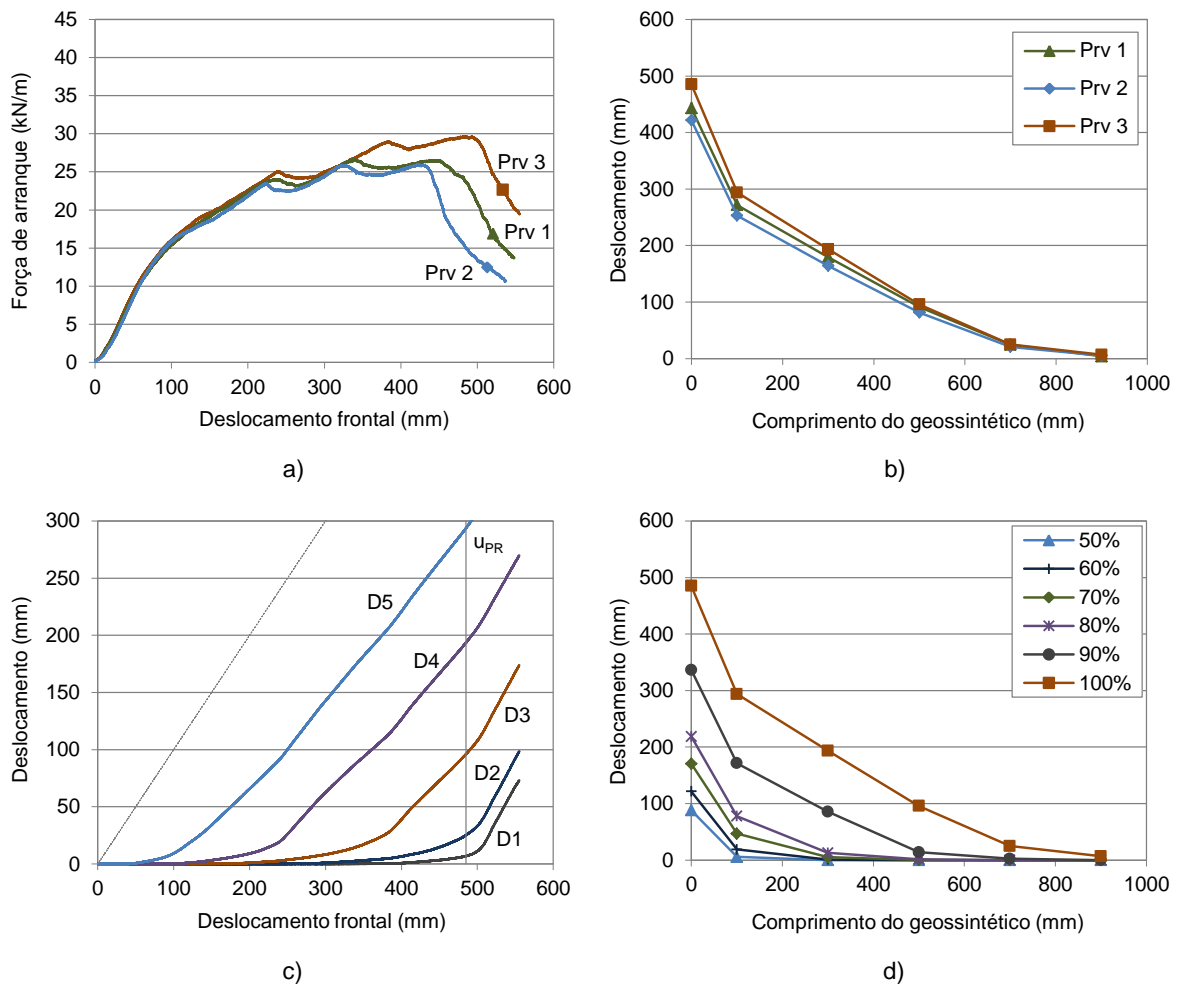 45
40
35
30
25
20
15
10
5
0
Força de arranque (kN/m)
0 100 200 300 400 500 600
Deslocamento frontal (mm)
Prv 3
Prv 1
Prv 2
a)
600
500
400
300
200
100
0
Deslocamento (mm)
0 200 400 600 800 1000
Comprimento do geossintético (mm)
Prv 1
Prv 2
Prv 3
b)
300
250
200
150
100
50
0
Deslocamento (mm)
0 100 200 300 400 500 600
Deslocamento frontal (mm)
uPR
D5
D4
D3
D2
D1
c)
600
500
400
300
200
100
0
Deslocamento (mm)
0 200 400 600 800 1000
Comprimento do geossintético (mm)
50%
60%
70%
80%
90%
100%
d)